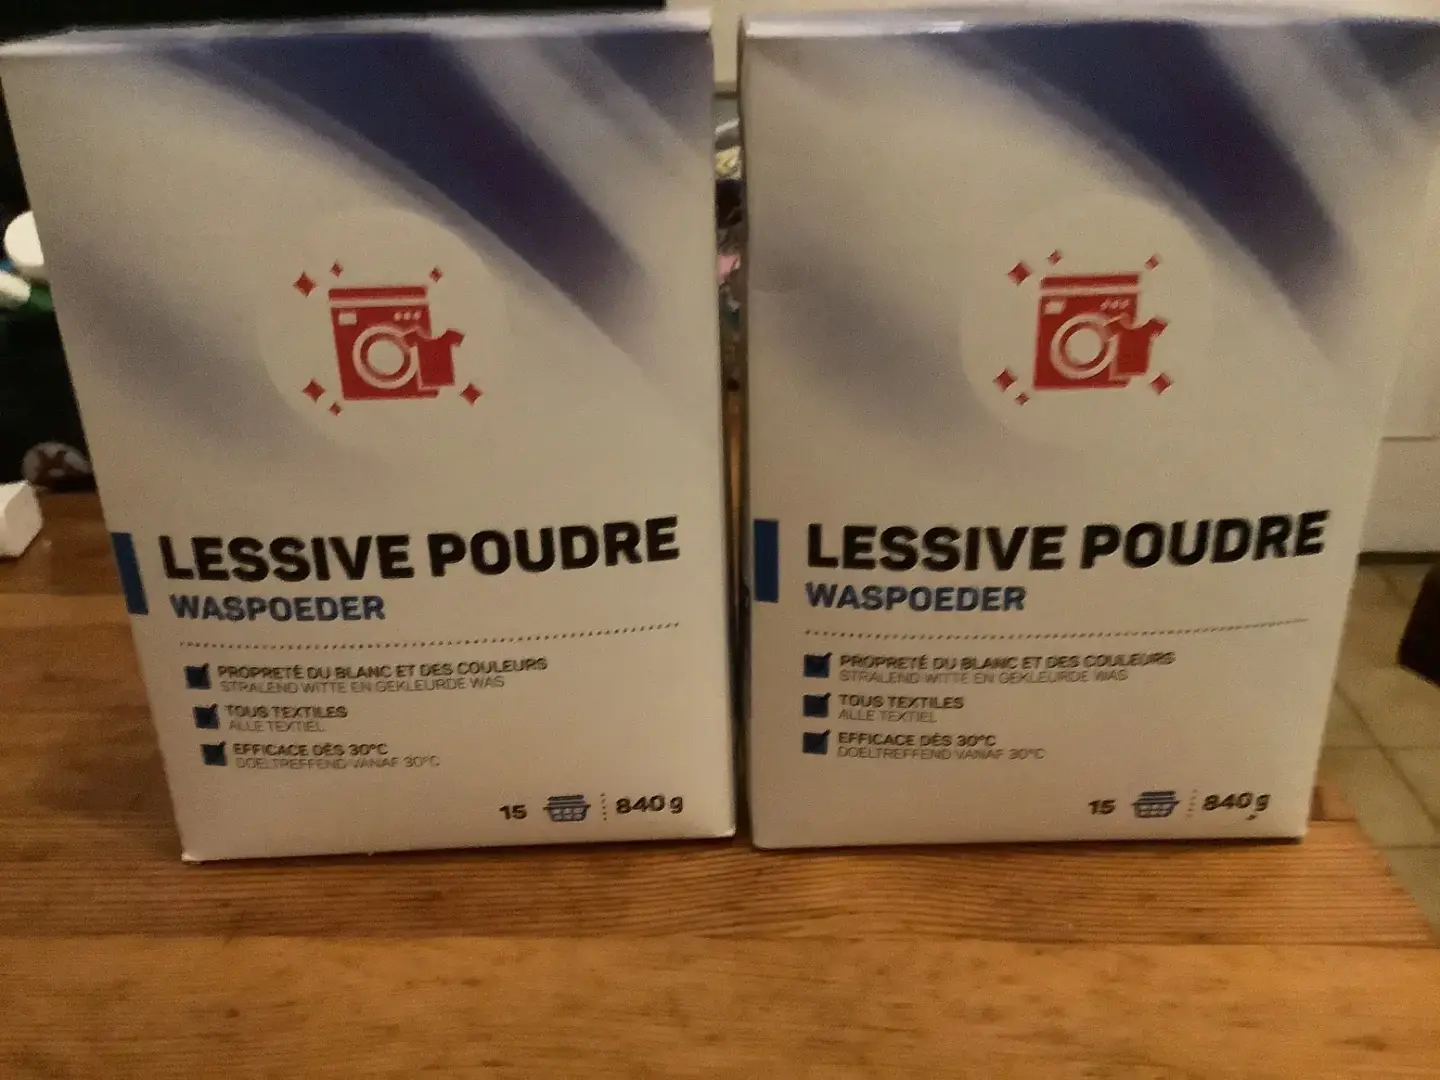 LESSIVE POUDRE
WASPOEDER
PROPRETÉ DU BLANC ET DES COULEURS
STRALEND WITTE EN GEKLEURDE WAS
TOUS TEXTILES
ALLE TEXTIEL
EFFICACE DÈS 30°C
DOELTREFFEND VANAF 30°C
15 840 g
LESSIVE POUDRE
WASPOEDER
PROPRETÉ DU BLANC ET DES COULEURS
STRALEND WITTE EN GEKLEURDE WAS
TOUS TEXTILES
ALLE TEXTIEL
EFFICACE DÈS 30°C
DOELTREFFEND VANAF 30°C
15 840 g